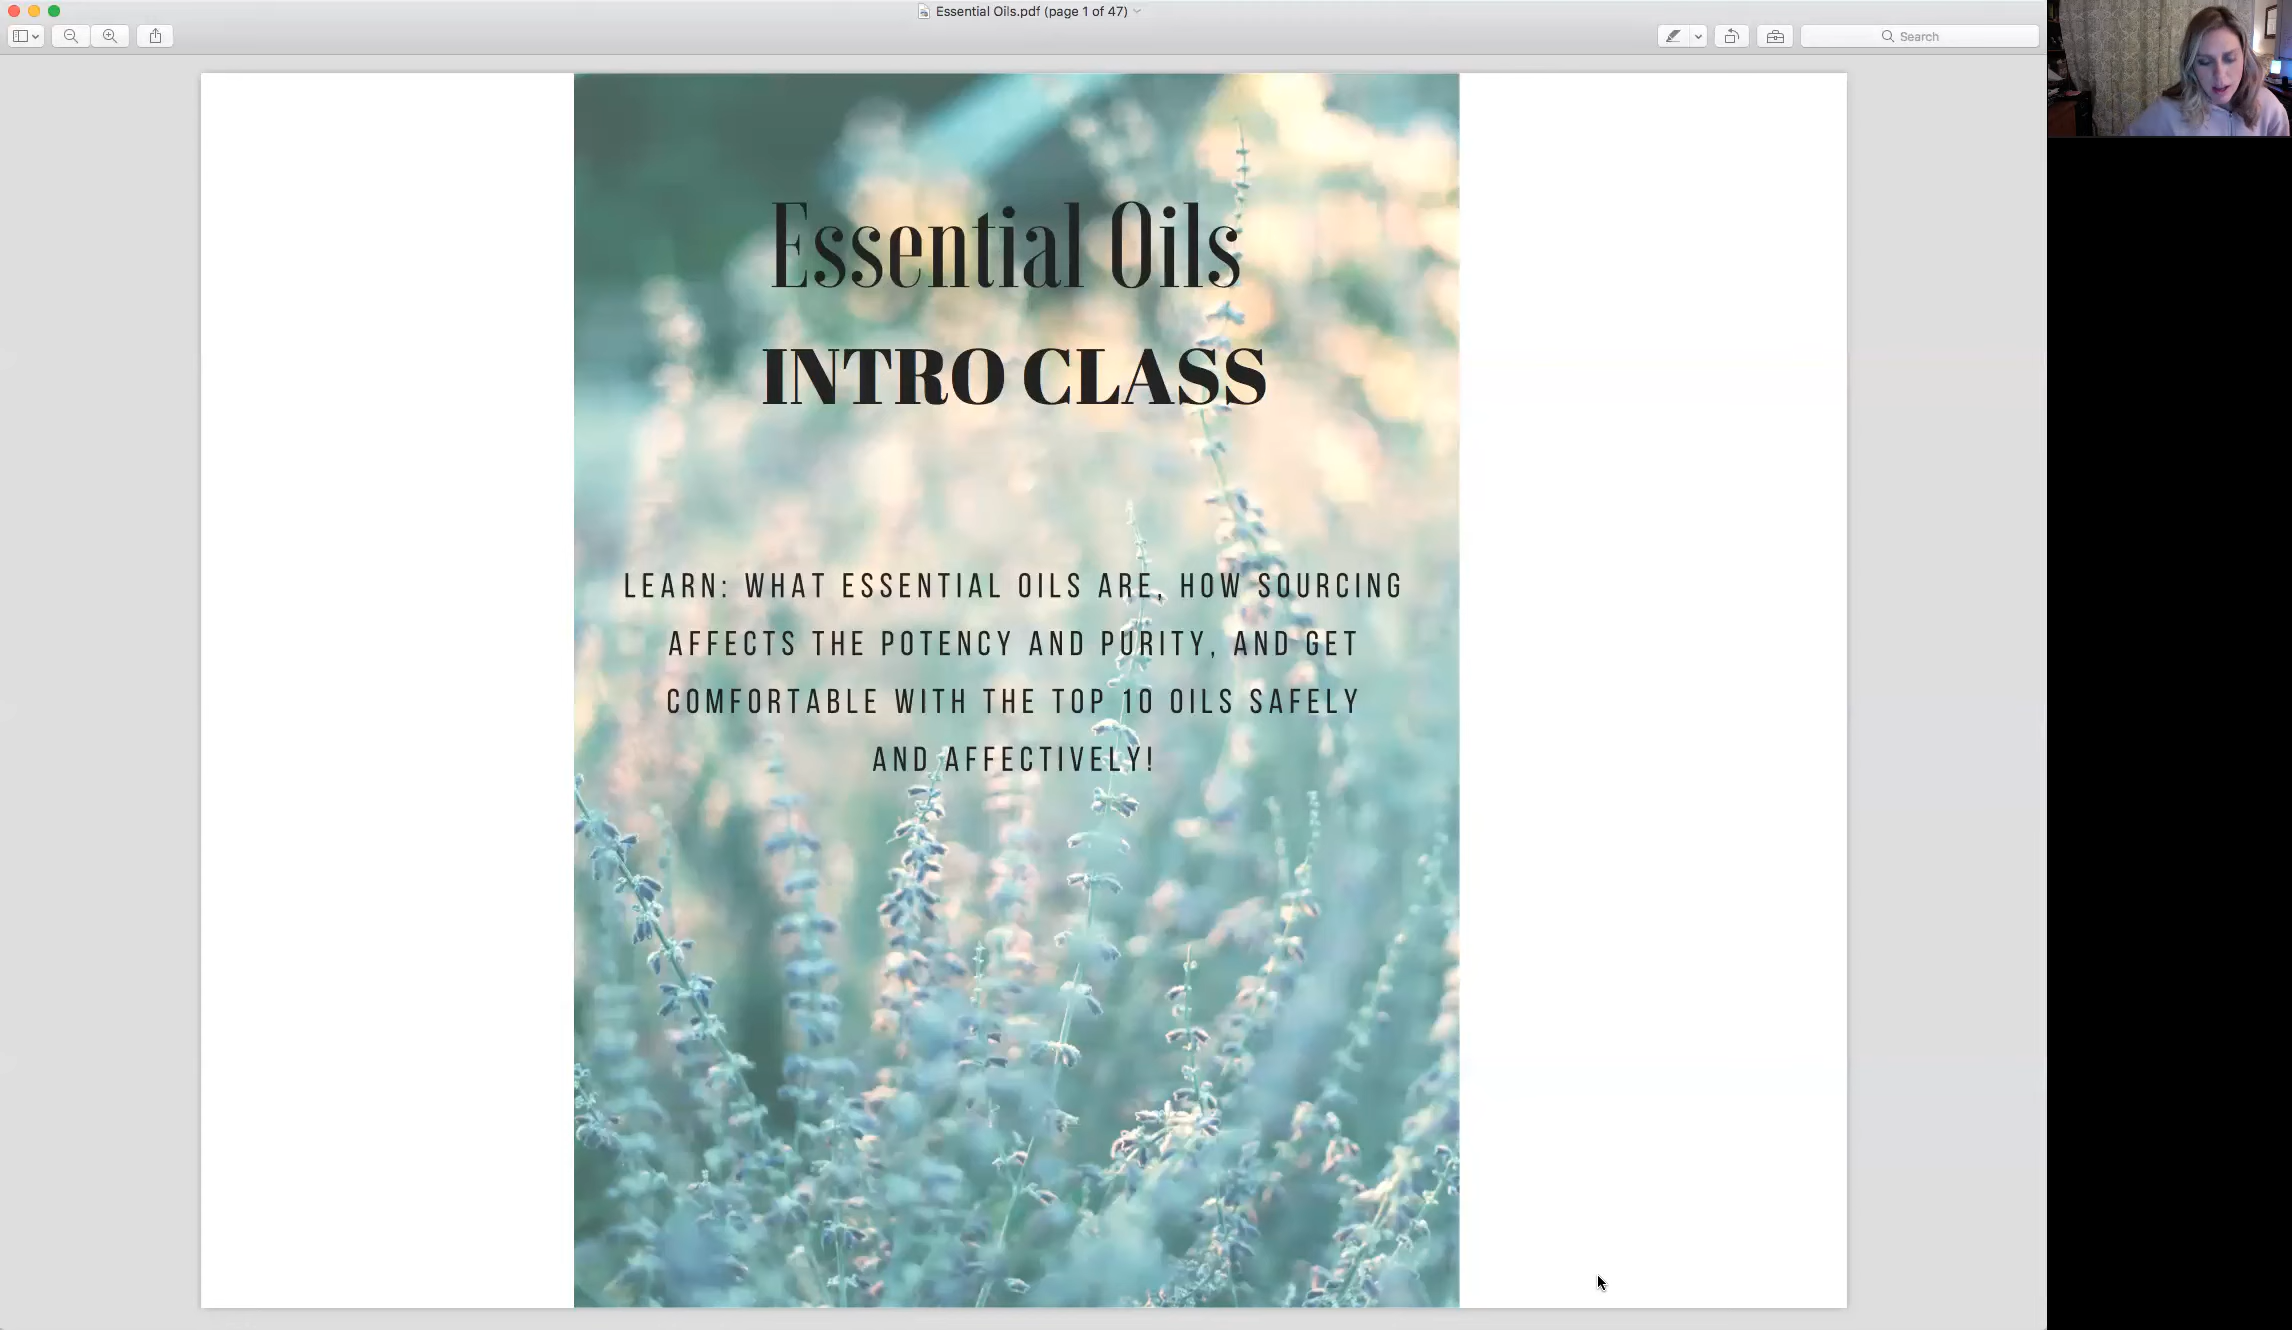 Essential Oils.pdf (page 1 of 47)
Search
Essential Oils
INTRO CLASS
LEARN: WHAT ESSENTIAL OILS ARE, HOW SOURCING
AFFECTS THE POTENCY AND PURITY, AND GET
COMFORTABLE WITH THE TOP 10 OILS SAFELY
AND AFFECTIVELY!